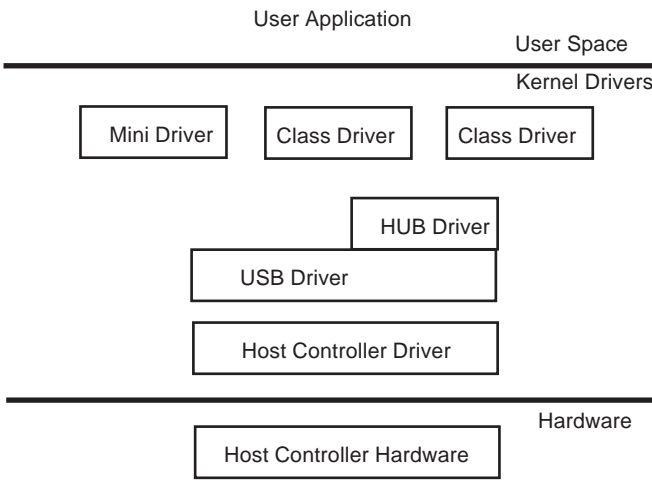 User Application
User Space
Kernel Drivers
Mini Driver
Class Driver
Class Driver
HUB Driver
USB Driver
Host Controller Driver
Hardware
Host Controller Hardware